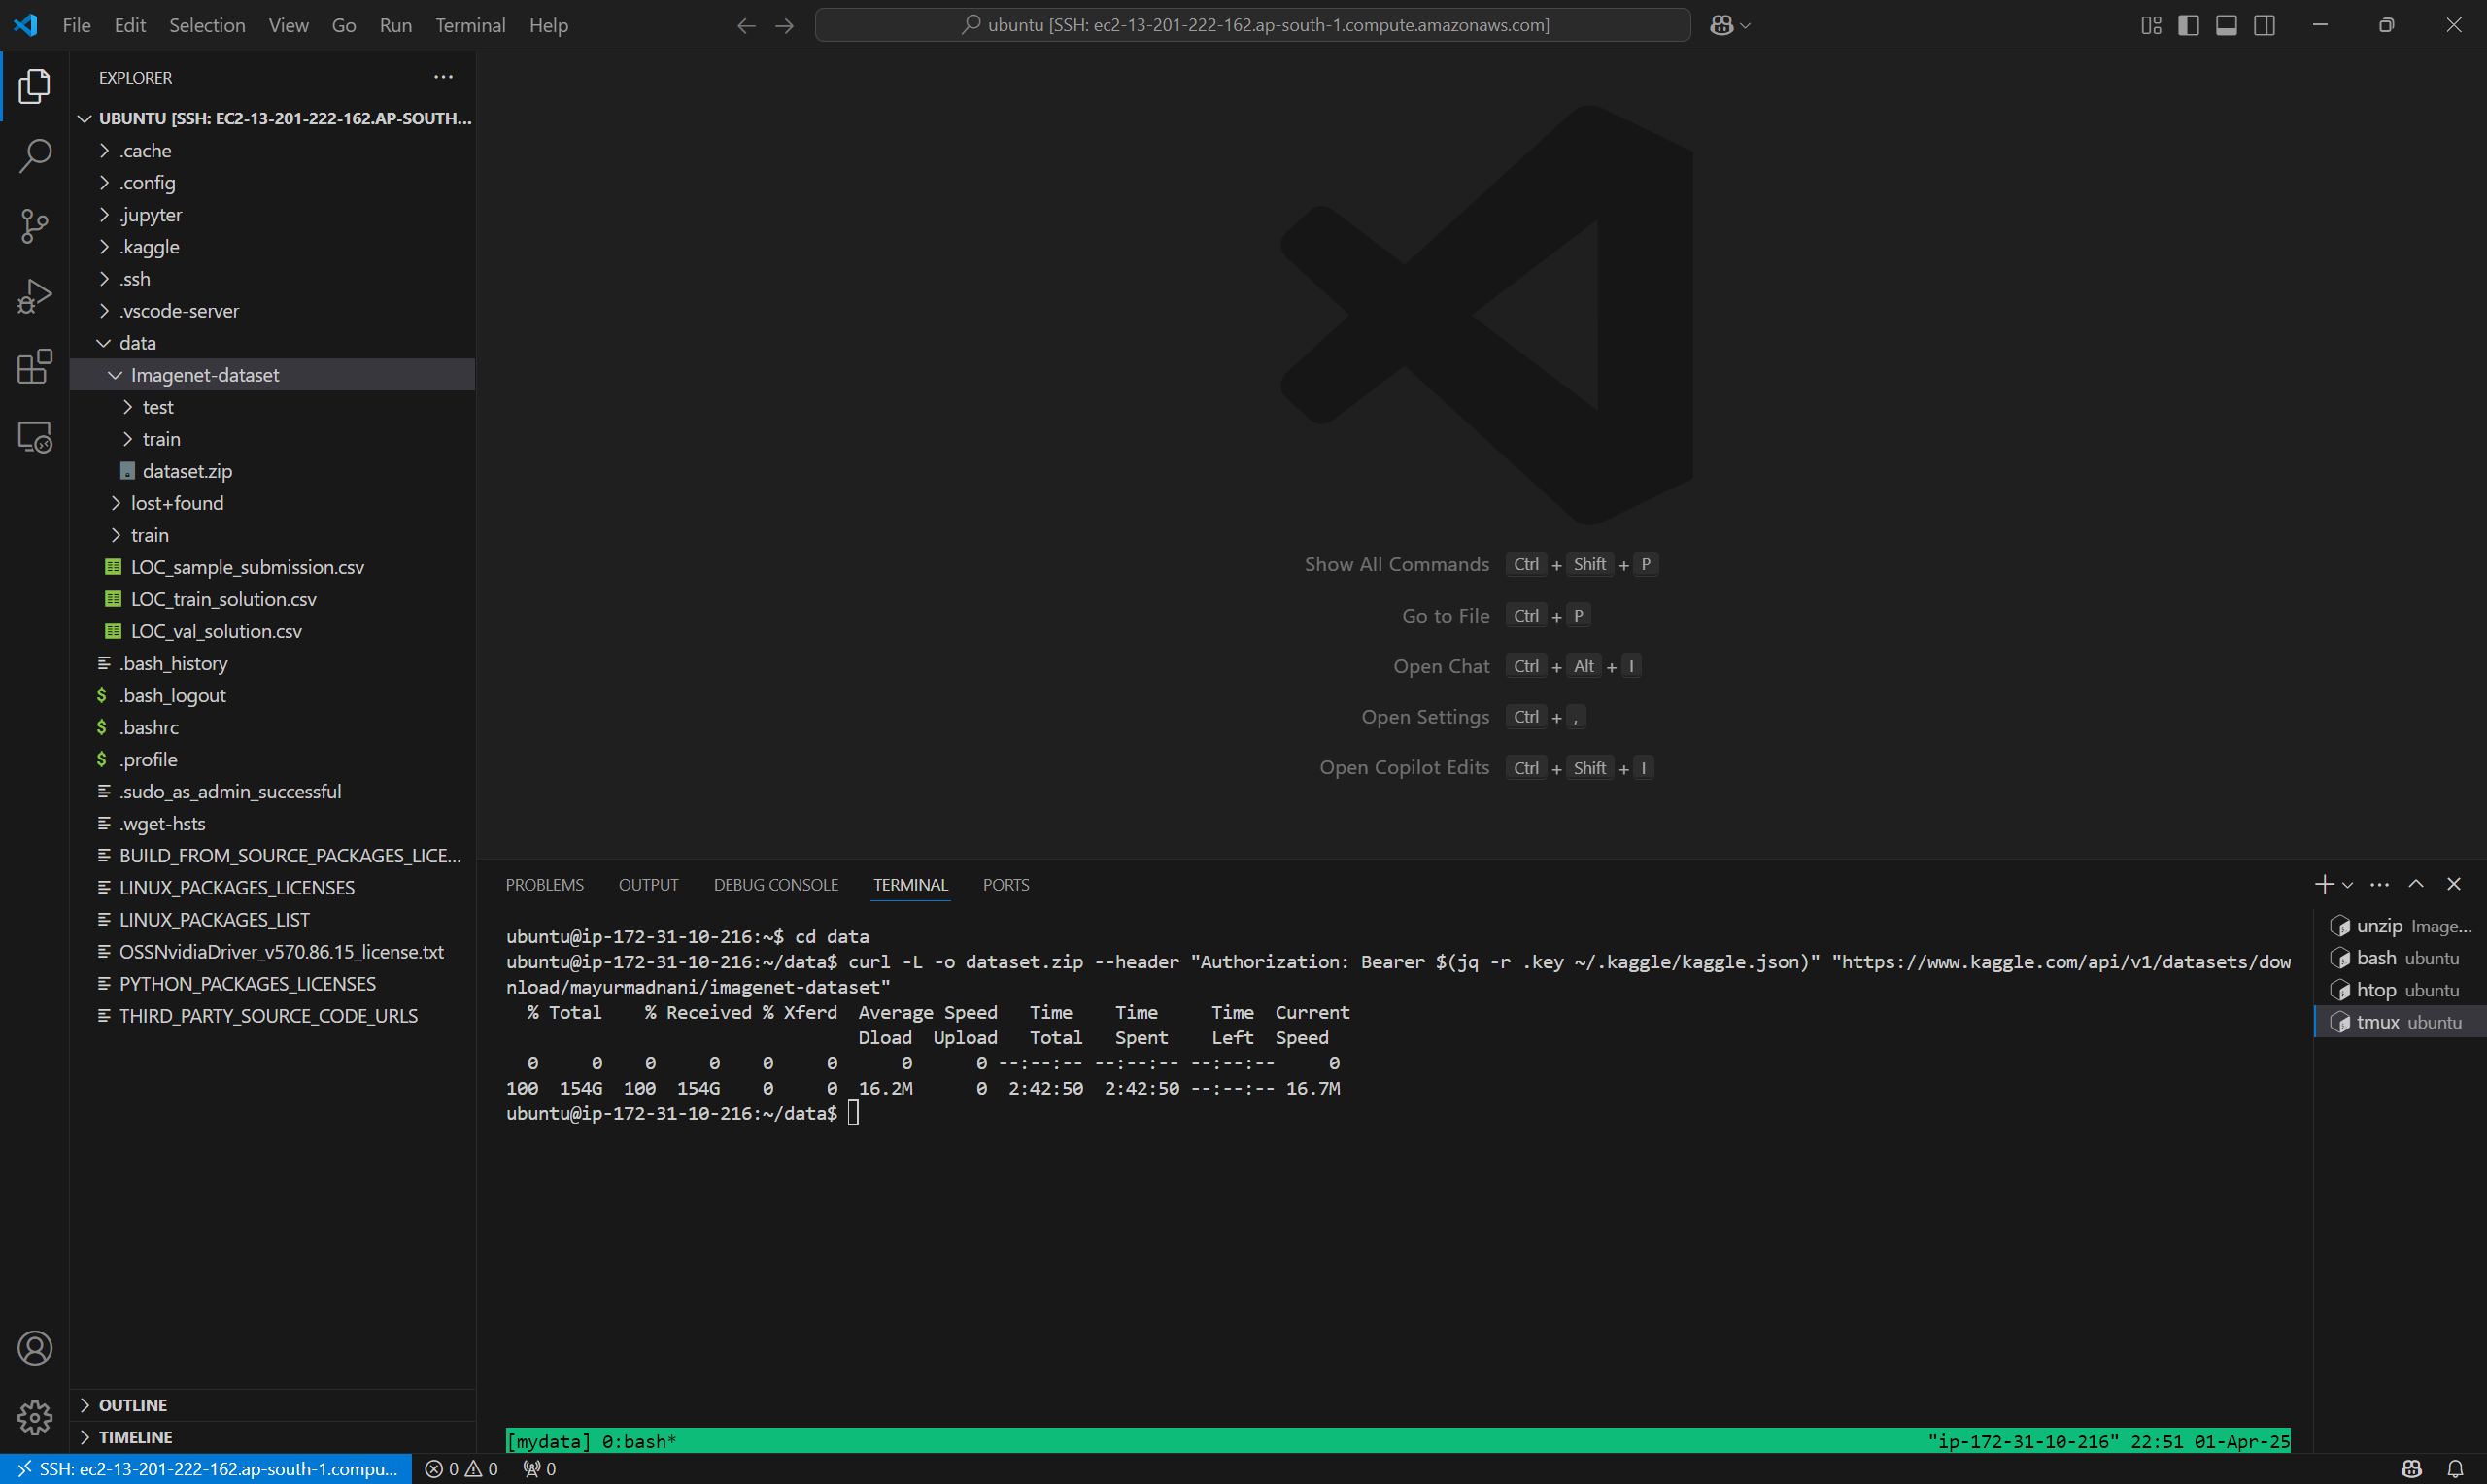 File Edit Selection View Go Run Terminal Help
ubuntu [SSH: ec2-13-201-222-162.ap-south-1.compute.amazonaws.com]
EXPLORER
UBUNTU [SSH: EC2-13-201-222-162.AP-SOUTH...
.cache
.config
.jupyter
.kaggle
.ssh
.vscode-server
data
Imagenet-dataset
test
train
dataset.zip
lost+found
train
LOC_sample_submission.csv
LOC_train_solution.csv
LOC_val_solution.csv
.bash_history
.bash_logout
.bashrc
.profile
.sudo_as_admin_successful
.wget-hsts
BUILD_FROM_SOURCE_PACKAGES_LICE...
LINUX_PACKAGES_LICENSES
LINUX_PACKAGES_LIST
OSSNvidiaDriver_v570.86.15_license.txt
PYTHON_PACKAGES_LICENSES
THIRD_PARTY_SOURCE_CODE_URLS
OUTLINE
TIMELINE
Show All Commands Ctrl + Shift + P
Go to File Ctrl + P
Open Chat Ctrl + Alt + I
Open Settings Ctrl + ,
Open Copilot Edits Ctrl + Shift + I
PROBLEMS OUTPUT DEBUG CONSOLE TERMINAL PORTS
ubuntu@ip-172-31-10-216:~$ cd data
ubuntu@ip-172-31-10-216:~/data$ curl -L -o dataset.zip --header "Authorization: Bearer $(jq -r .key ~/.kaggle/kaggle.json)" "https://www.kaggle.com/api/v1/datasets/dow
nload/mayurmadnani/imagenet-dataset"
% Total % Received % Xferd Average Speed Time Time Time Current
Dload Upload Total Spent Left Speed
0 0 0 0 0 0 0 0 --:--:-- --:--:-- --:--:-- 0
100 154G 100 154G 0 0 16.2M 0 2:42:50 2:42:50 --:--:-- 16.7M
ubuntu@ip-172-31-10-216:~/data$
unzip Image...
bash ubuntu
htop ubuntu
tmux ubuntu
[mydata] 0:bash* "ip-172-31-10-216" 22:51 01-Apr-25
SSH: ec2-13-201-222-162.ap-south-1.compu... 0 0 0